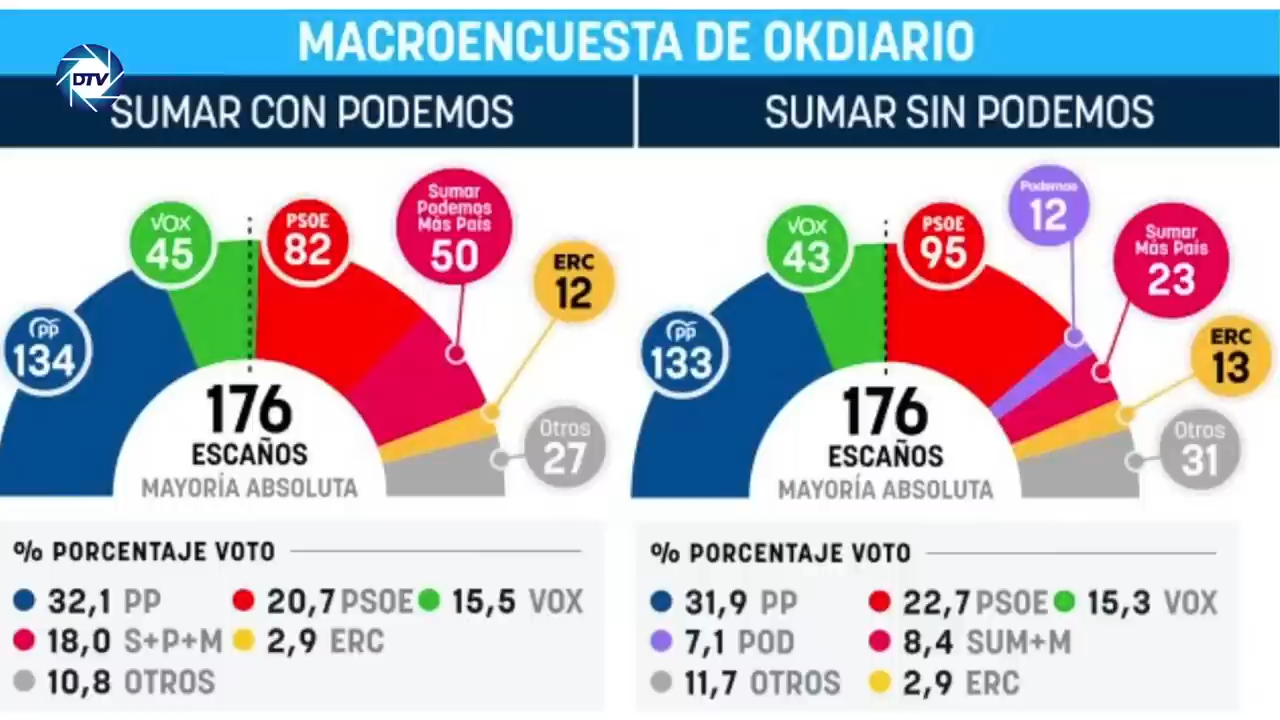 MACROENCUESTA DE OKDIARIO
DTV
SUMAR CON PODEMOS
VOX
45
PSOE
82
Sumar
Podemos
Más País
50
ERC
12
PP
134
176
ESCAÑOS
MAYORÍA ABSOLUTA
Otros
27
% PORCENTAJE VOTO
32,1 PP
20,7 PSOE
15,5 VOX
18,0 S+P+M
2,9 ERC
10,8 OTROS
SUMAR SIN PODEMOS
VOX
43
PSOE
95
Podemos
12
Sumar
Más País
23
ERC
13
PP
133
176
ESCAÑOS
MAYORÍA ABSOLUTA
Otros
31
% PORCENTAJE VOTO
31,9 PP
22,7 PSOE
15,3 VOX
7,1 POD
8,4 SUM+M
11,7 OTROS
2,9 ERC